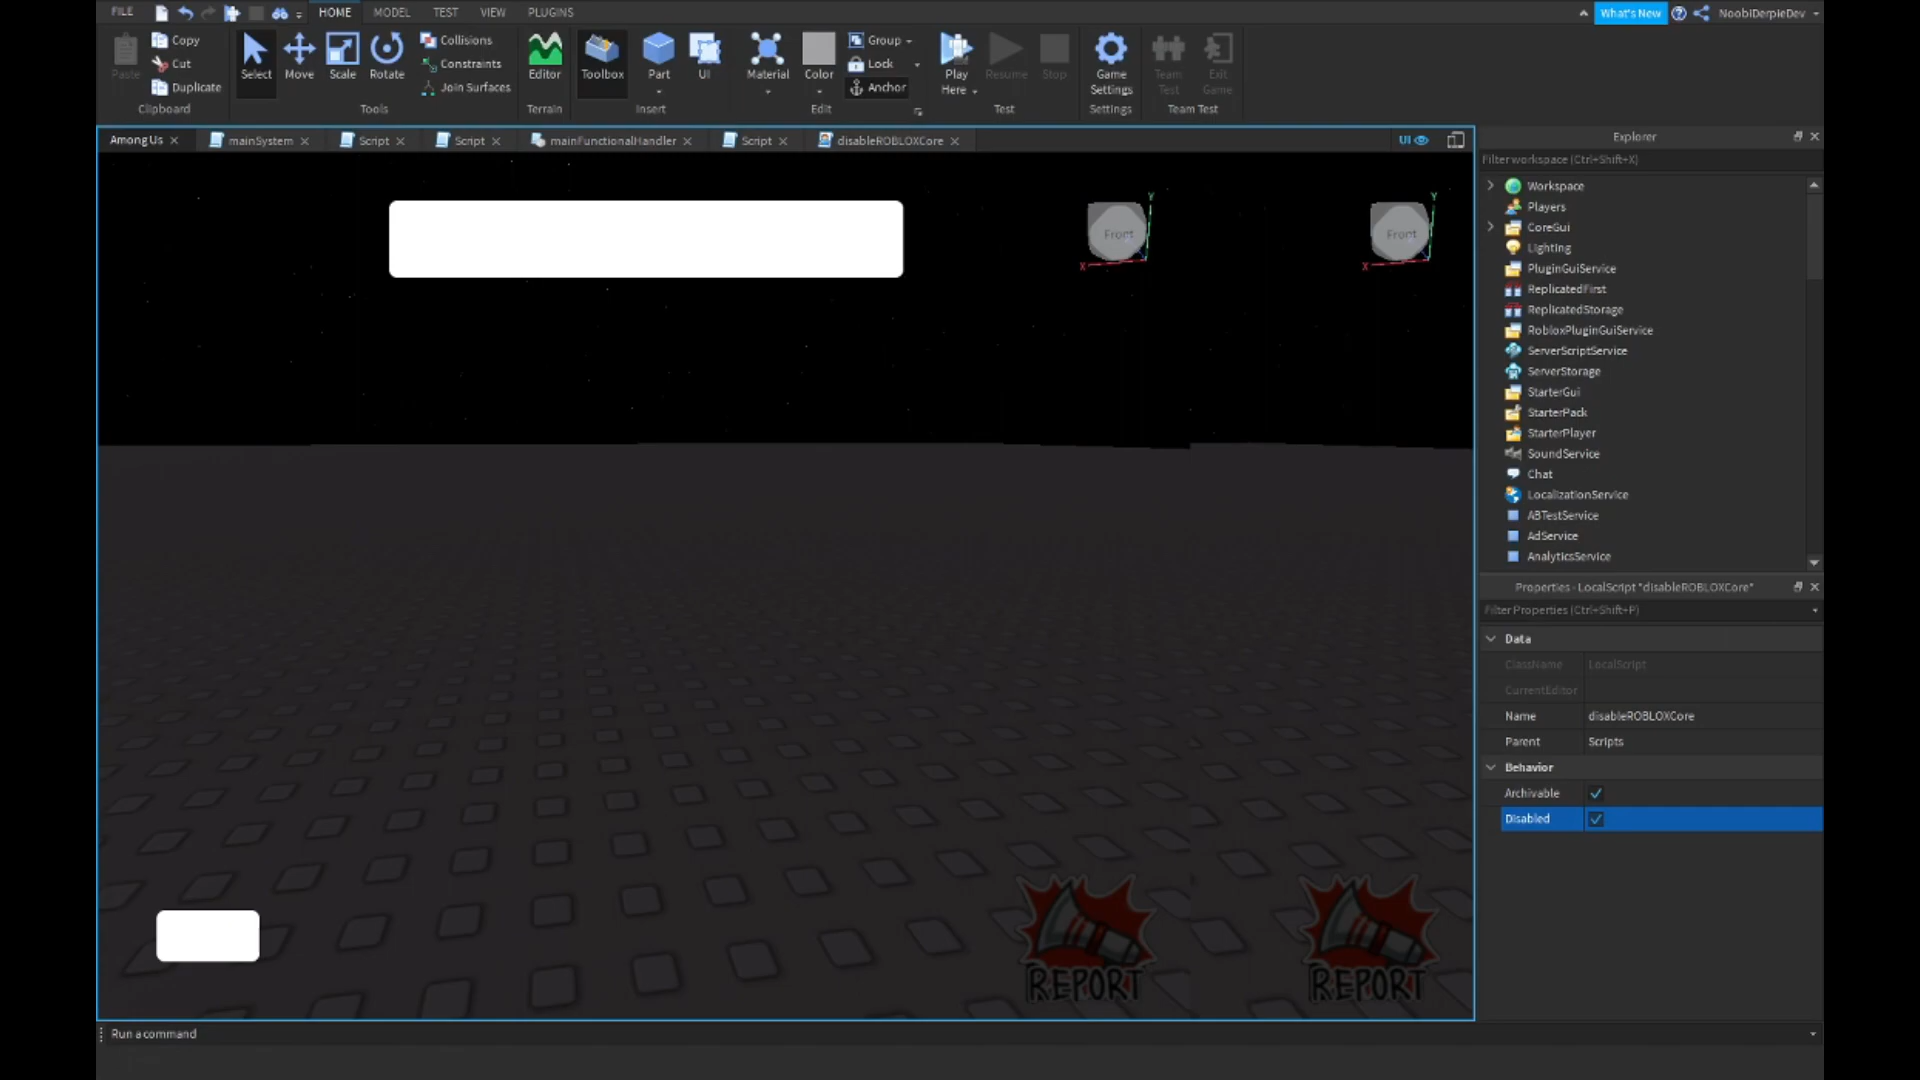 FILE
HOME
MODEL
TEST
VIEW
PLUGINS
What's New
NoobiDerpieDev
Paste
Copy
Cut
Duplicate
Clipboard
Select
Move
Scale
Rotate
Collisions
Constraints
Join Surfaces
Tools
Editor
Terrain
Toolbox
Part
UI
Insert
Material
Color
Group
Lock
Anchor
Edit
Play
Here
Resume
Stop
Test
Game
Settings
Settings
Team
Test
Exit
Game
Team Test
Among Us
mainSystem
Script
Script
mainFunctionalHandler
Script
disableROBLOXCore
UI
Front
X
Y
Front
X
Y
REPORT
REPORT
Run a command
Explorer
Filter workspace (Ctrl+Shift+X)
Workspace
Players
CoreGui
Lighting
PluginGuiService
ReplicatedFirst
ReplicatedStorage
RobloxPluginGuiService
ServerScriptService
ServerStorage
StarterGui
StarterPack
StarterPlayer
SoundService
Chat
LocalizationService
ABTestService
AdService
AnalyticsService
Properties - LocalScript "disableROBLOXCore"
Filter Properties (Ctrl+Shift+P)
Data
ClassName LocalScript
CurrentEditor
Name disableROBLOXCore
Parent Scripts
Behavior
Archivable
Disabled